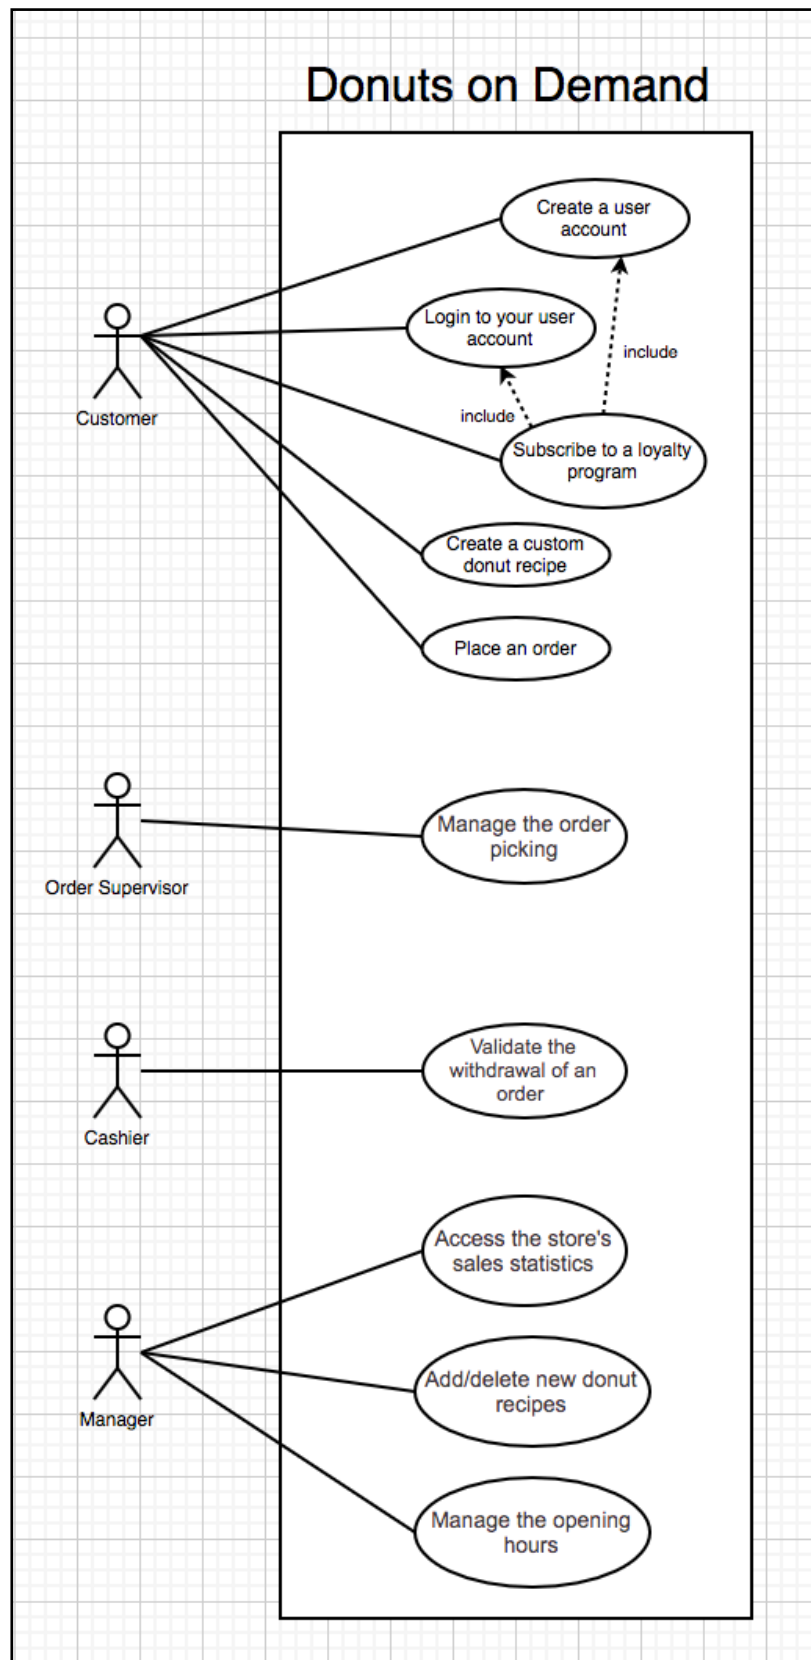 Donuts on Demand
Create a user
account
Login to your user
account
include
include
Customer
Subscribe to a loyalty
program
Create a custom
donut recipe
Place an order
Manage the order
picking
Order Supervisor
Validate the
withdrawal of an
order
Cashier
Access the store's
sales statistics
Add/delete new donut
recipes
Manager
Manage the opening
hours